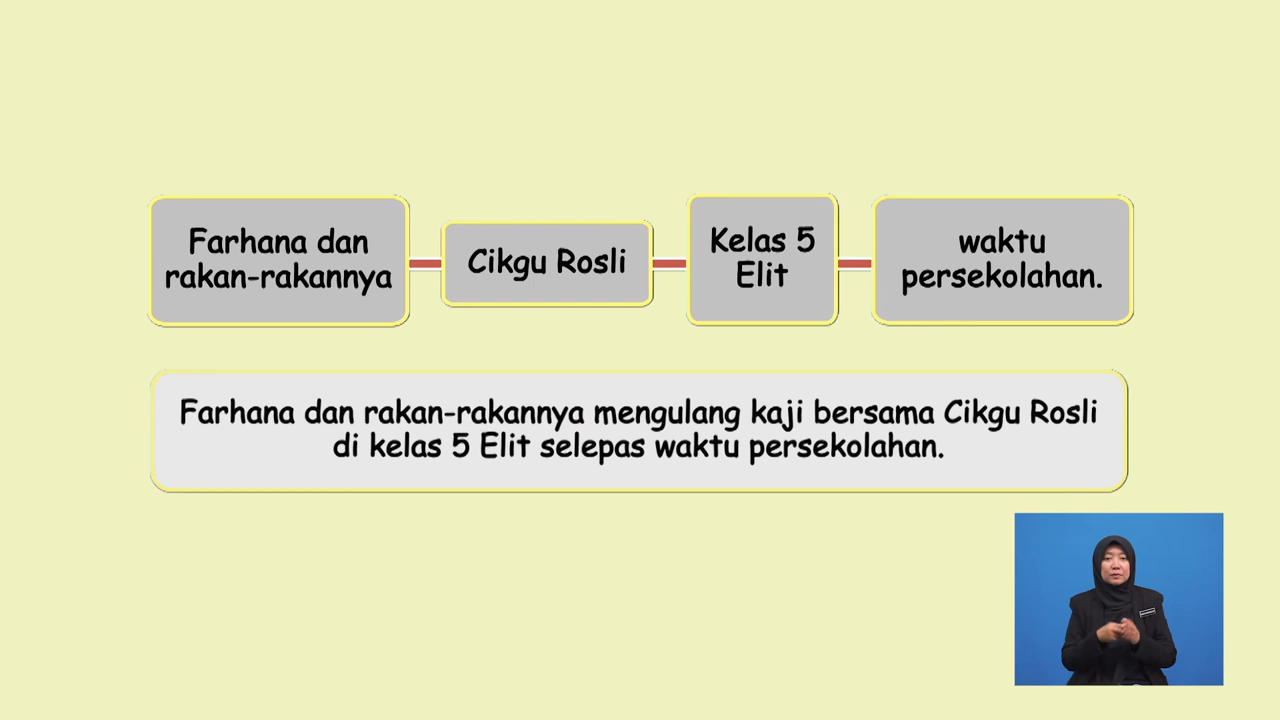 Farhana dan
rakan-rakannya
Cikgu Rosli
Kelas 5
Elit
waktu
persekolahan.
Farhana dan rakan-rakannya mengulang kaji bersama Cikgu Rosli
di kelas 5 Elit selepas waktu persekolahan.